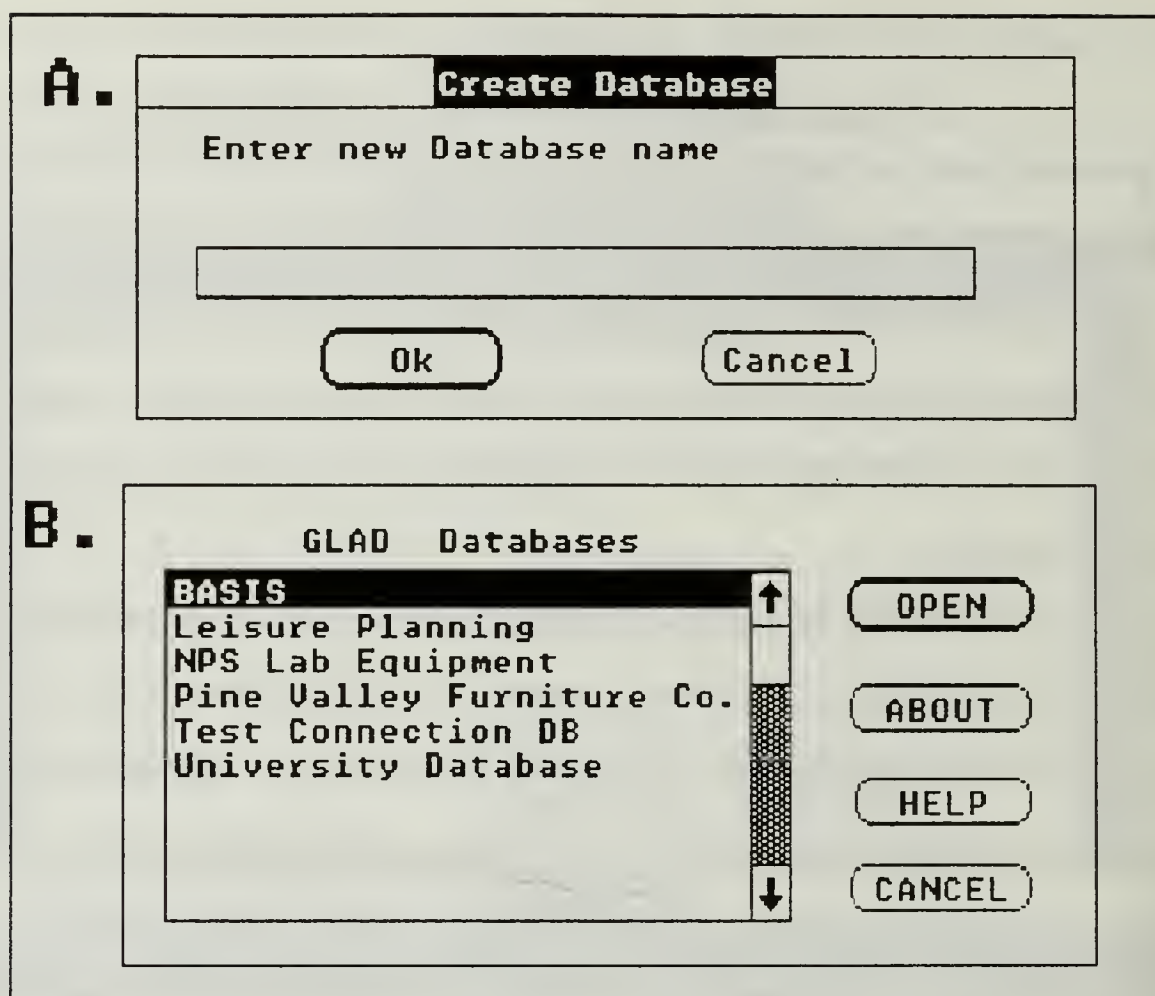 A.
Create Database
Enter new Database name
Ok
Cancel
B.
GLAD Databases
BASIS
Leisure Planning
NPS Lab Equipment
Pine Valley Furniture Co.
Test Connection DB
University Database
OPEN
ABOUT
HELP
CANCEL